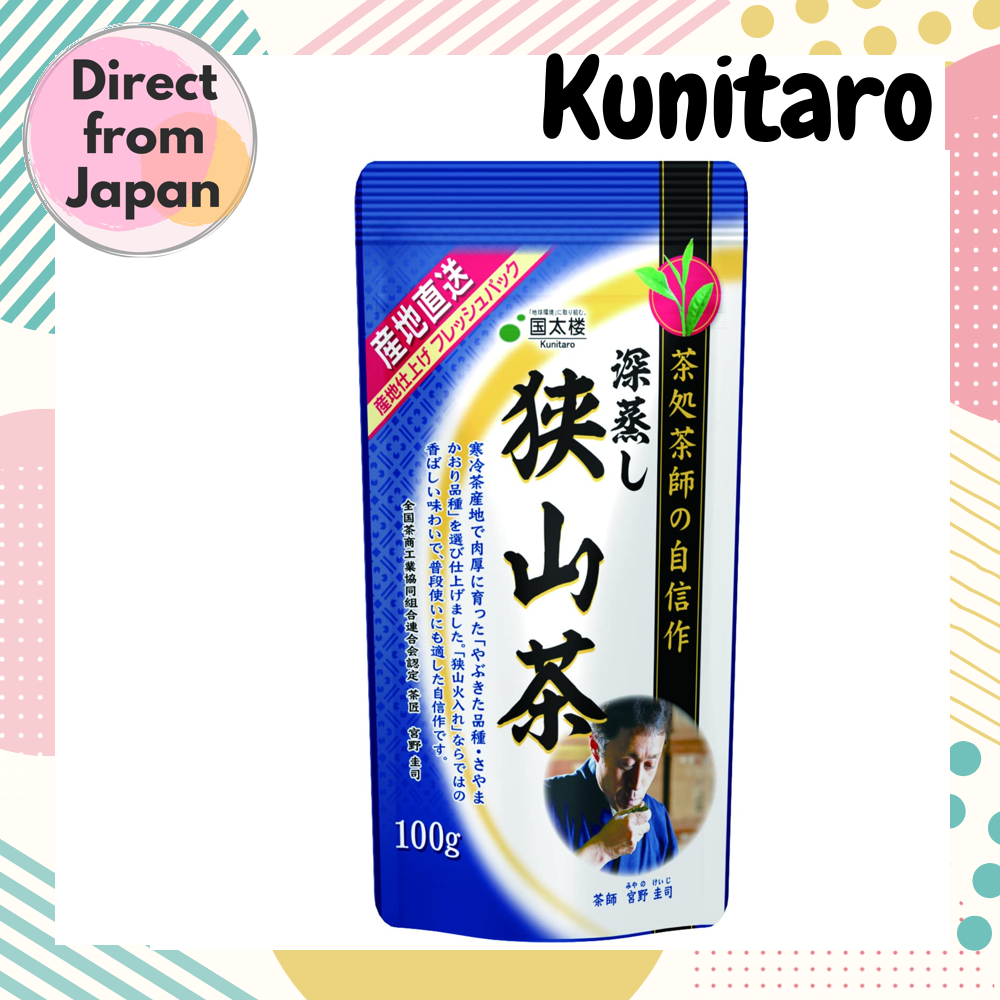 Direct
from
Japan
Kunitaro
産地直送
産地仕上げ フレッシュパック
「地球環境」に取り組む。
国太楼
Kunitaro
茶処茶師の自信作
深蒸し
狭山茶
寒冷茶産地で肉厚に育った「やぶきた品種・さやま
かおり品種」を選び仕上げました。「狭山火入れ」ならではの
香ばしい味わいで、普段使いにも適した自信作です。
全国茶商工業協同組合連合会認定 茶匠 宮野 圭司
100g
みやの けいじ
茶師 宮野 圭司